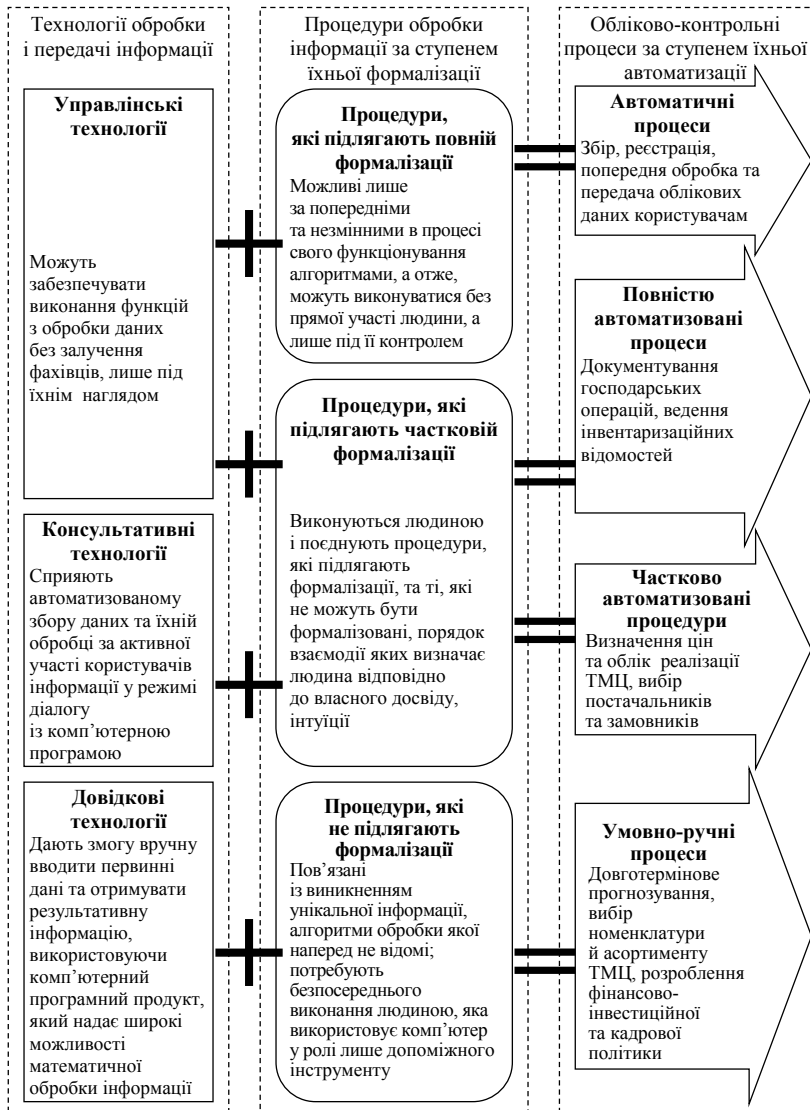 Технології обробки
і передачі інформації
Управлінські
технології
Можуть
забезпечувати
виконання функцій
з обробки даних
без залучення
фахівців, лише під
їхнім наглядом
Консультативні
технології
Сприяють
автоматизованому
збору даних та їхній
обробці за активної
участі користувачів
інформації у режимі
діалогу
із комп’ютерною
програмою
Довідкові
технології
Дають змогу вручну
вводити первинні
дані та отримувати
результативну
інформацію,
використовуючи
комп’ютерний
програмний продукт,
який надає широкі
можливості
математичної
обробки інформації
Процедури обробки
інформації за ступенем
їхньої формалізації
Процедури,
які підлягають повній
формалізації
Можливі лише
за попередніми
та незмінними в процесі
свого функціонування
алгоритмами, а отже,
можуть виконуватися без
прямої участі людини, а
лише під її контролем
Процедури, які
підлягають частковій
формалізації
Виконуються людиною
і поєднують процедури,
які підлягають
формалізації, та ті, які
не можуть бути
формалізовані, порядок
взаємодії яких визначає
людина відповідно
до власного досвіду,
інтуїції
Процедури, які
не підлягають
формалізації
Пов’язані
із виникненням
унікальної інформації,
алгоритми обробки якої
наперед не відомі;
потребують
безпосереднього
виконання людиною, яка
використовує комп’ютер
у ролі лише допоміжного
інструменту
Обліково-контрольні
процеси за ступенем їхньої
автоматизації
Автоматичні
процеси
Збір, реєстрація,
попередня обробка та
передача облікових
даних користувачам
Повністю
автоматизовані
процеси
Документування
господарських
операцій, ведення
інвентаризаційних
відомостей
Частково
автоматизовані
процедури
Визначення цін
та облік реалізації
ТМЦ, вибір
постачальників
та замовників
Умовно-ручні
процеси
Довготермінове
прогнозування,
вибір
номенклатури
й асортименту
ТМЦ, розроблення
фінансово-
інвестиційної
та кадрової
політики